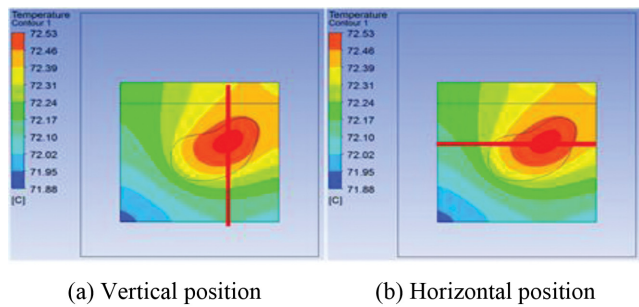 Temperature
Contour 1
72.53
72.46
72.39
72.31
72.24
72.17
72.10
72.02
71.95
71.88
[C]
Temperature
Contour 1
72.53
72.46
72.39
72.31
72.24
72.17
72.10
72.02
71.95
71.88
[C]
(a) Vertical position
(b) Horizontal position